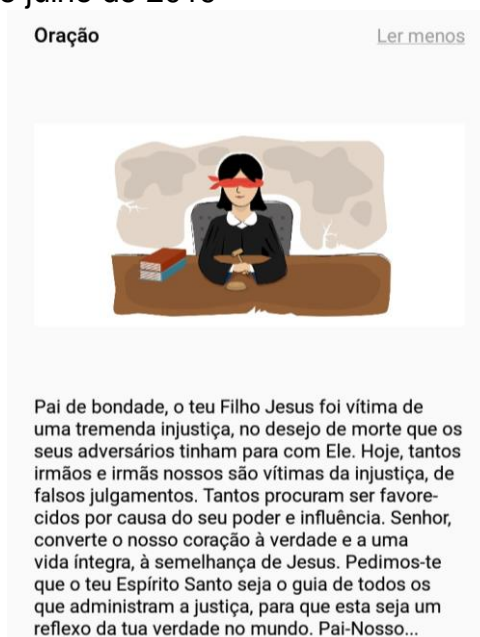 julho de 2019
Oração
Ler menos
Pai de bondade, o teu Filho Jesus foi vítima de
uma tremenda injustiça, no desejo de morte que os
seus adversários tinham para com Ele. Hoje, tantos
irmãos e irmãs nossos são vítimas da injustiça, de
falsos julgamentos. Tantos procuram ser favore-
cidos por causa do seu poder e influência. Senhor,
converte o nosso coração à verdade e a uma
vida íntegra, à semelhança de Jesus. Pedimos-te
que o teu Espírito Santo seja o guia de todos os
que administram a justiça, para que esta seja um
reflexo da tua verdade no mundo. Pai-Nosso...